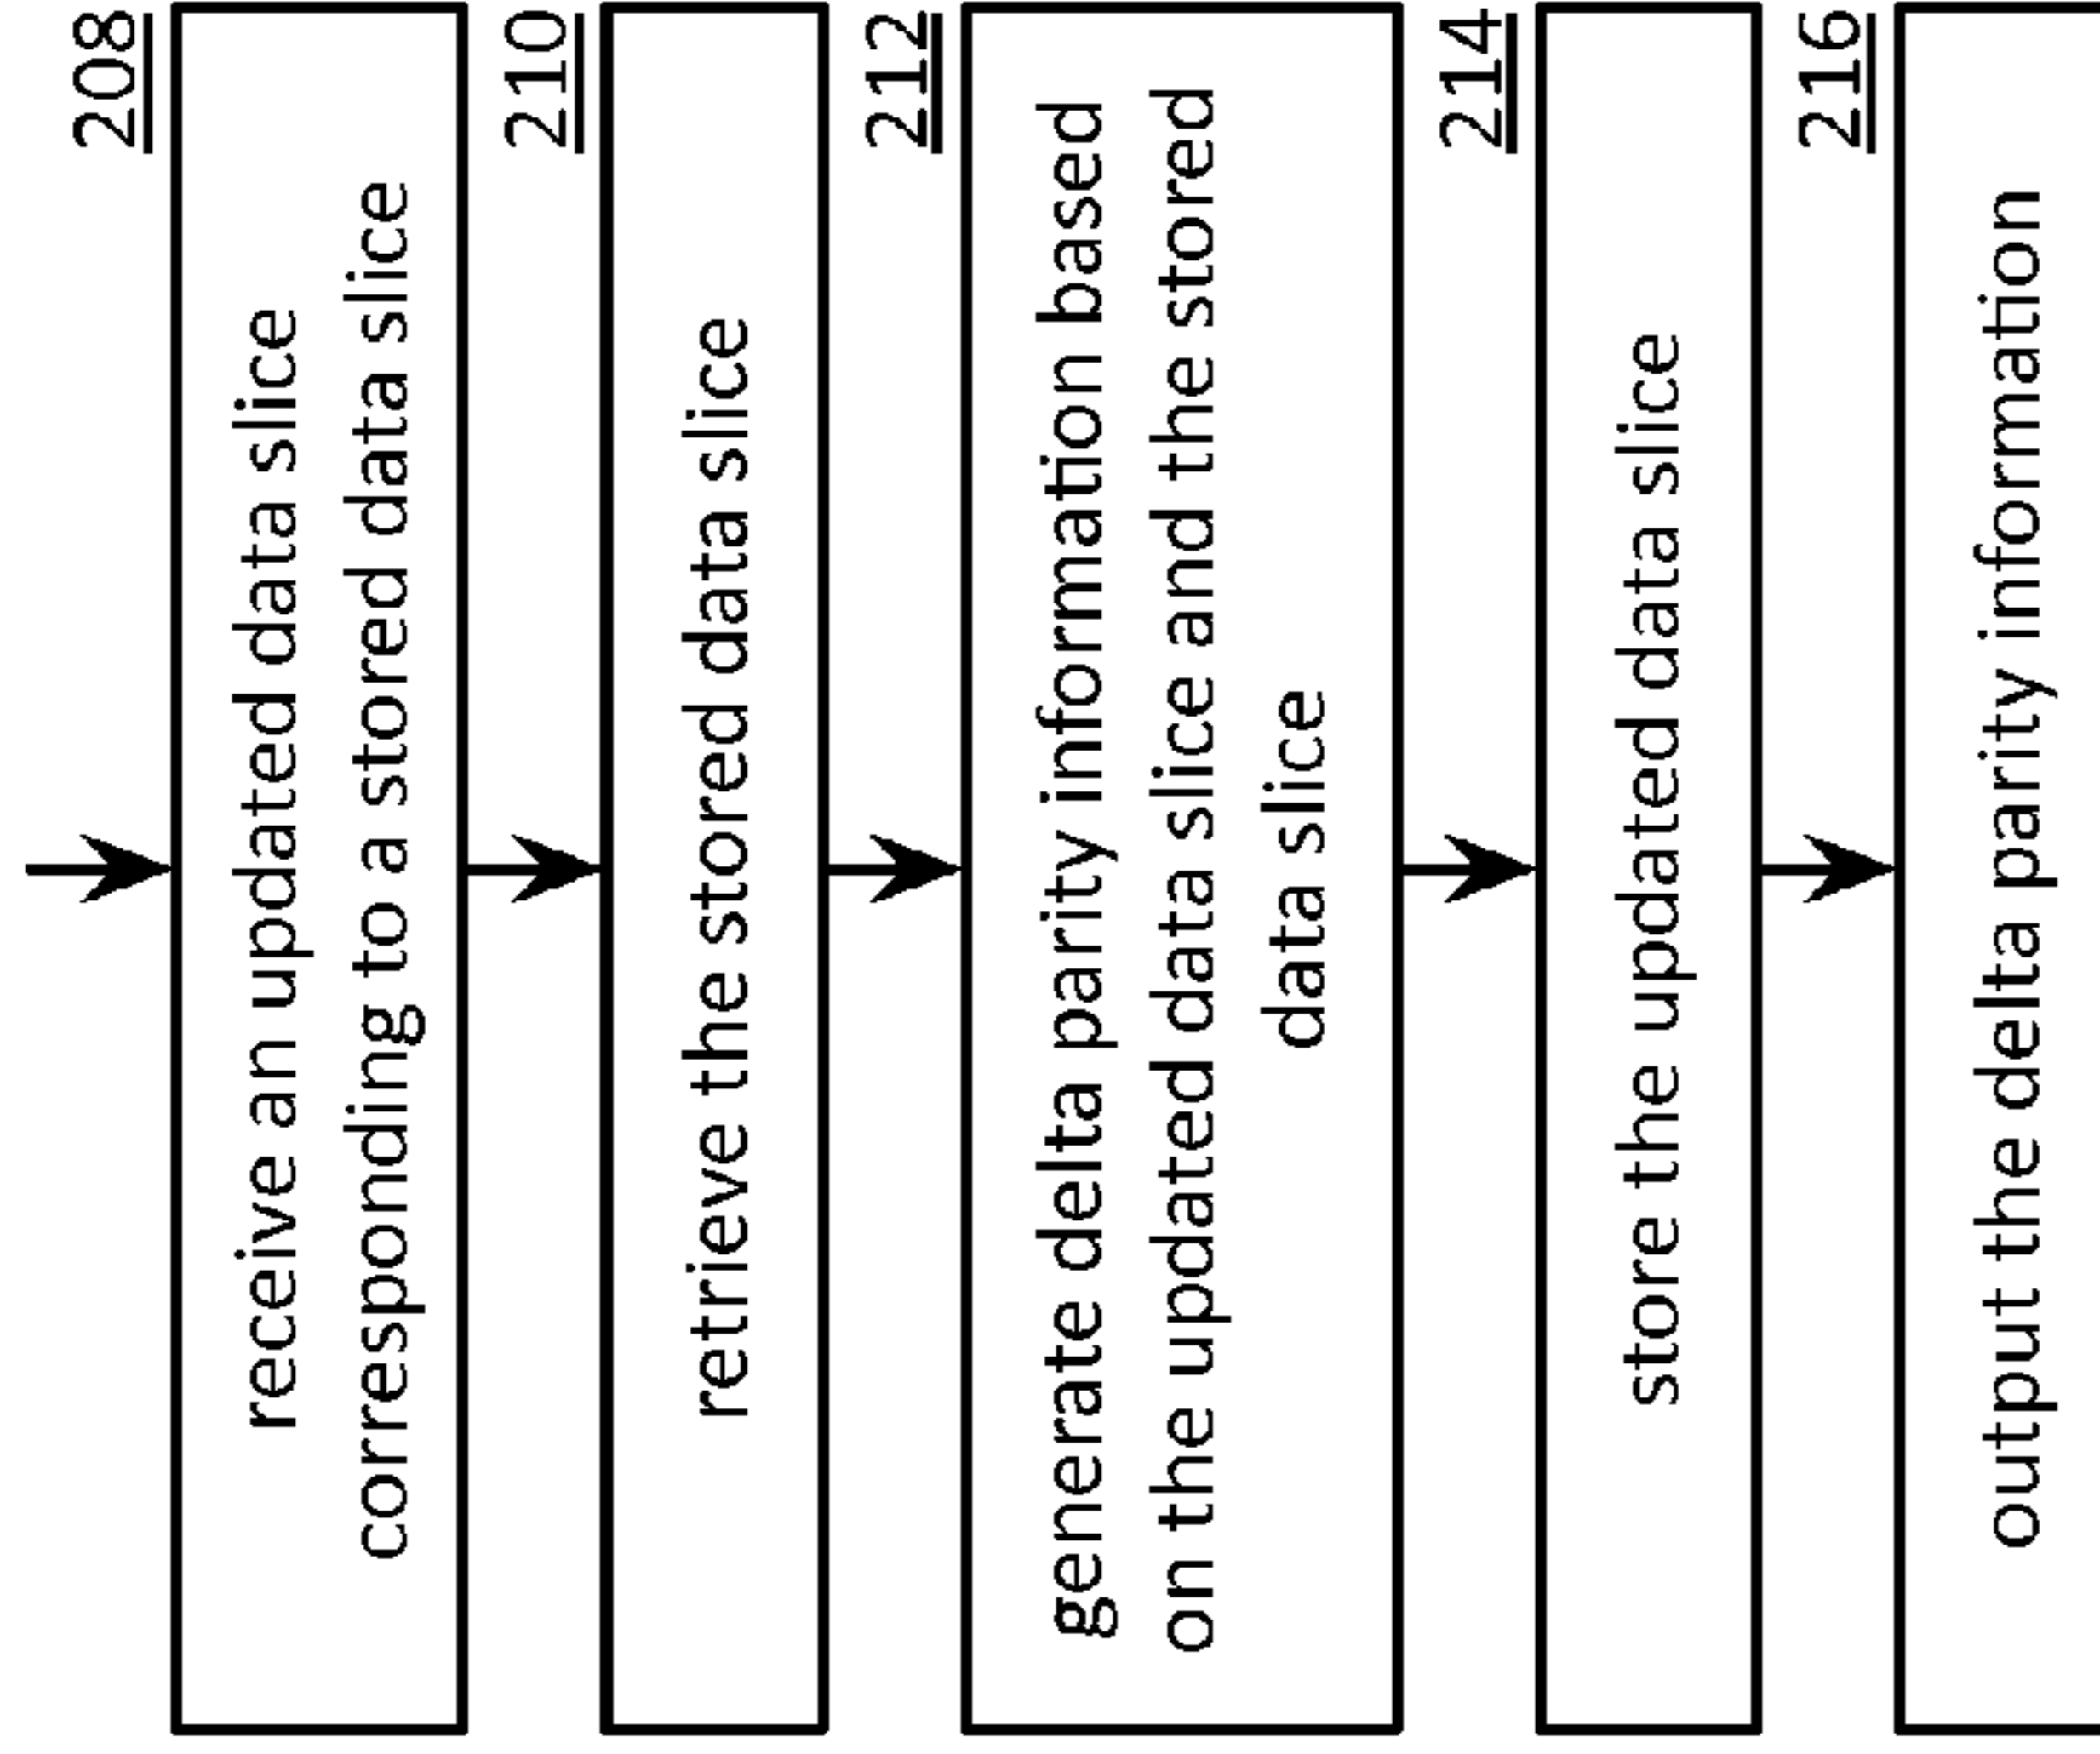 208
receive an updated data slice
corresponding to a stored data slice
210
retrieve the stored data slice
212
generate delta parity information based
on the updated data slice and the stored
data slice
214
store the updated data slice
216
output the delta parity information